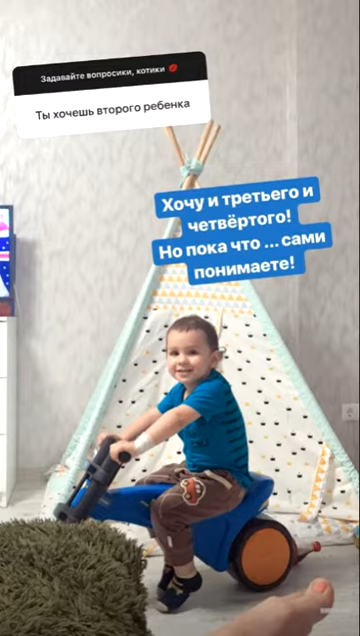 Задавайте вопросики, котики 💋
Ты хочешь второго ребенка
Хочу и третьего и
четвёртого!
Но пока что ... сами
понимаете!